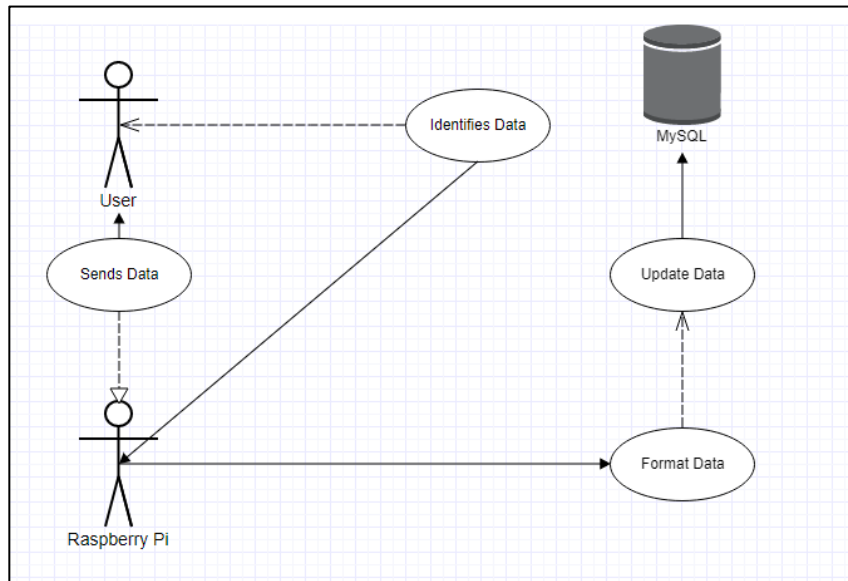 Identifies Data
MySQL
User
Sends Data
Update Data
Format Data
Raspberry Pi